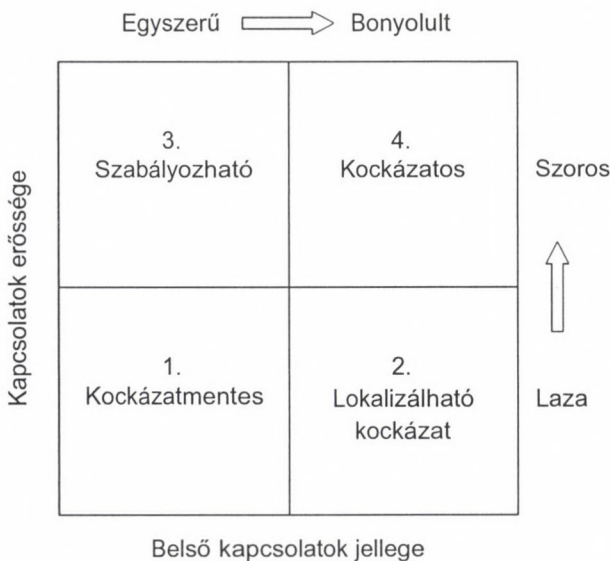 Egyszerű Bonyolult
3.
Szabályozható
4.
Kockázatos
Szoros
Kapcsolatok erőssége
1.
Kockázatmentes
2.
Lokalizálható
kockázat
Laza
Belső kapcsolatok jellege